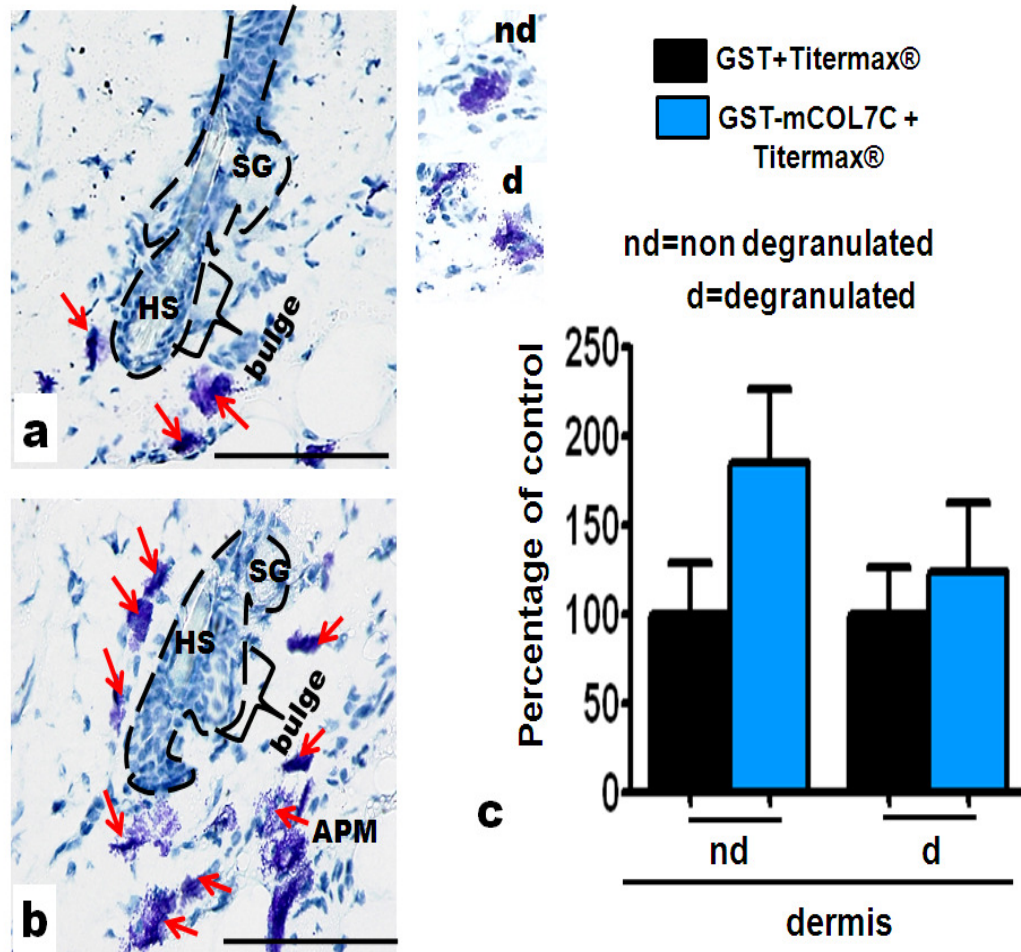 SG
HS
bulge
a
SG
HS
bulge
APM
b
nd
d
GST+Titermax®
GST-mCOL7C +
Titermax®
nd=non degranulated
d=degranulated
Percentage of control
250
200
150
100
50
0
nd
d
dermis
c